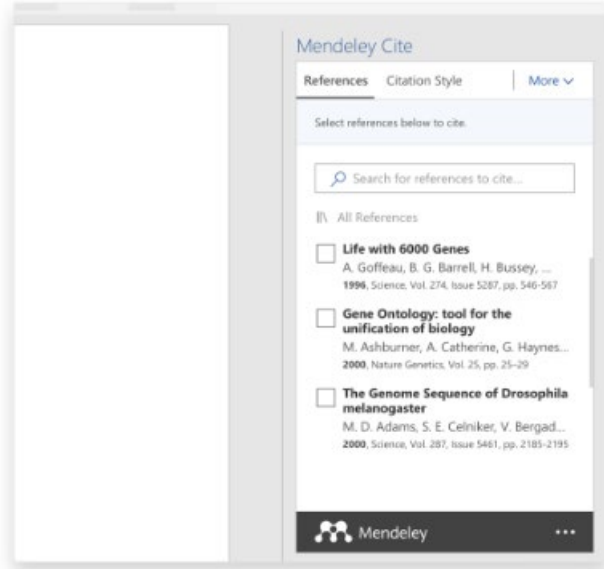 Mendeley Cite
References Citation Style More
Select references below to cite.
Search for references to cite...
All References
Life with 6000 Genes
A. Goffeau, B. G. Barrell, H. Bussey, ...
1996, Science, Vol. 274, Issue 5287, pp. 546-567
Gene Ontology: tool for the
unification of biology
M. Ashburner, A. Catherine, G. Haynes...
2000, Nature Genetics, Vol. 25, pp. 25–29
The Genome Sequence of Drosophila
melanogaster
M. D. Adams, S. E. Celniker, V. Bergad...
2000, Science, Vol. 287, Issue 5461, pp. 2185-2195
Mendeley